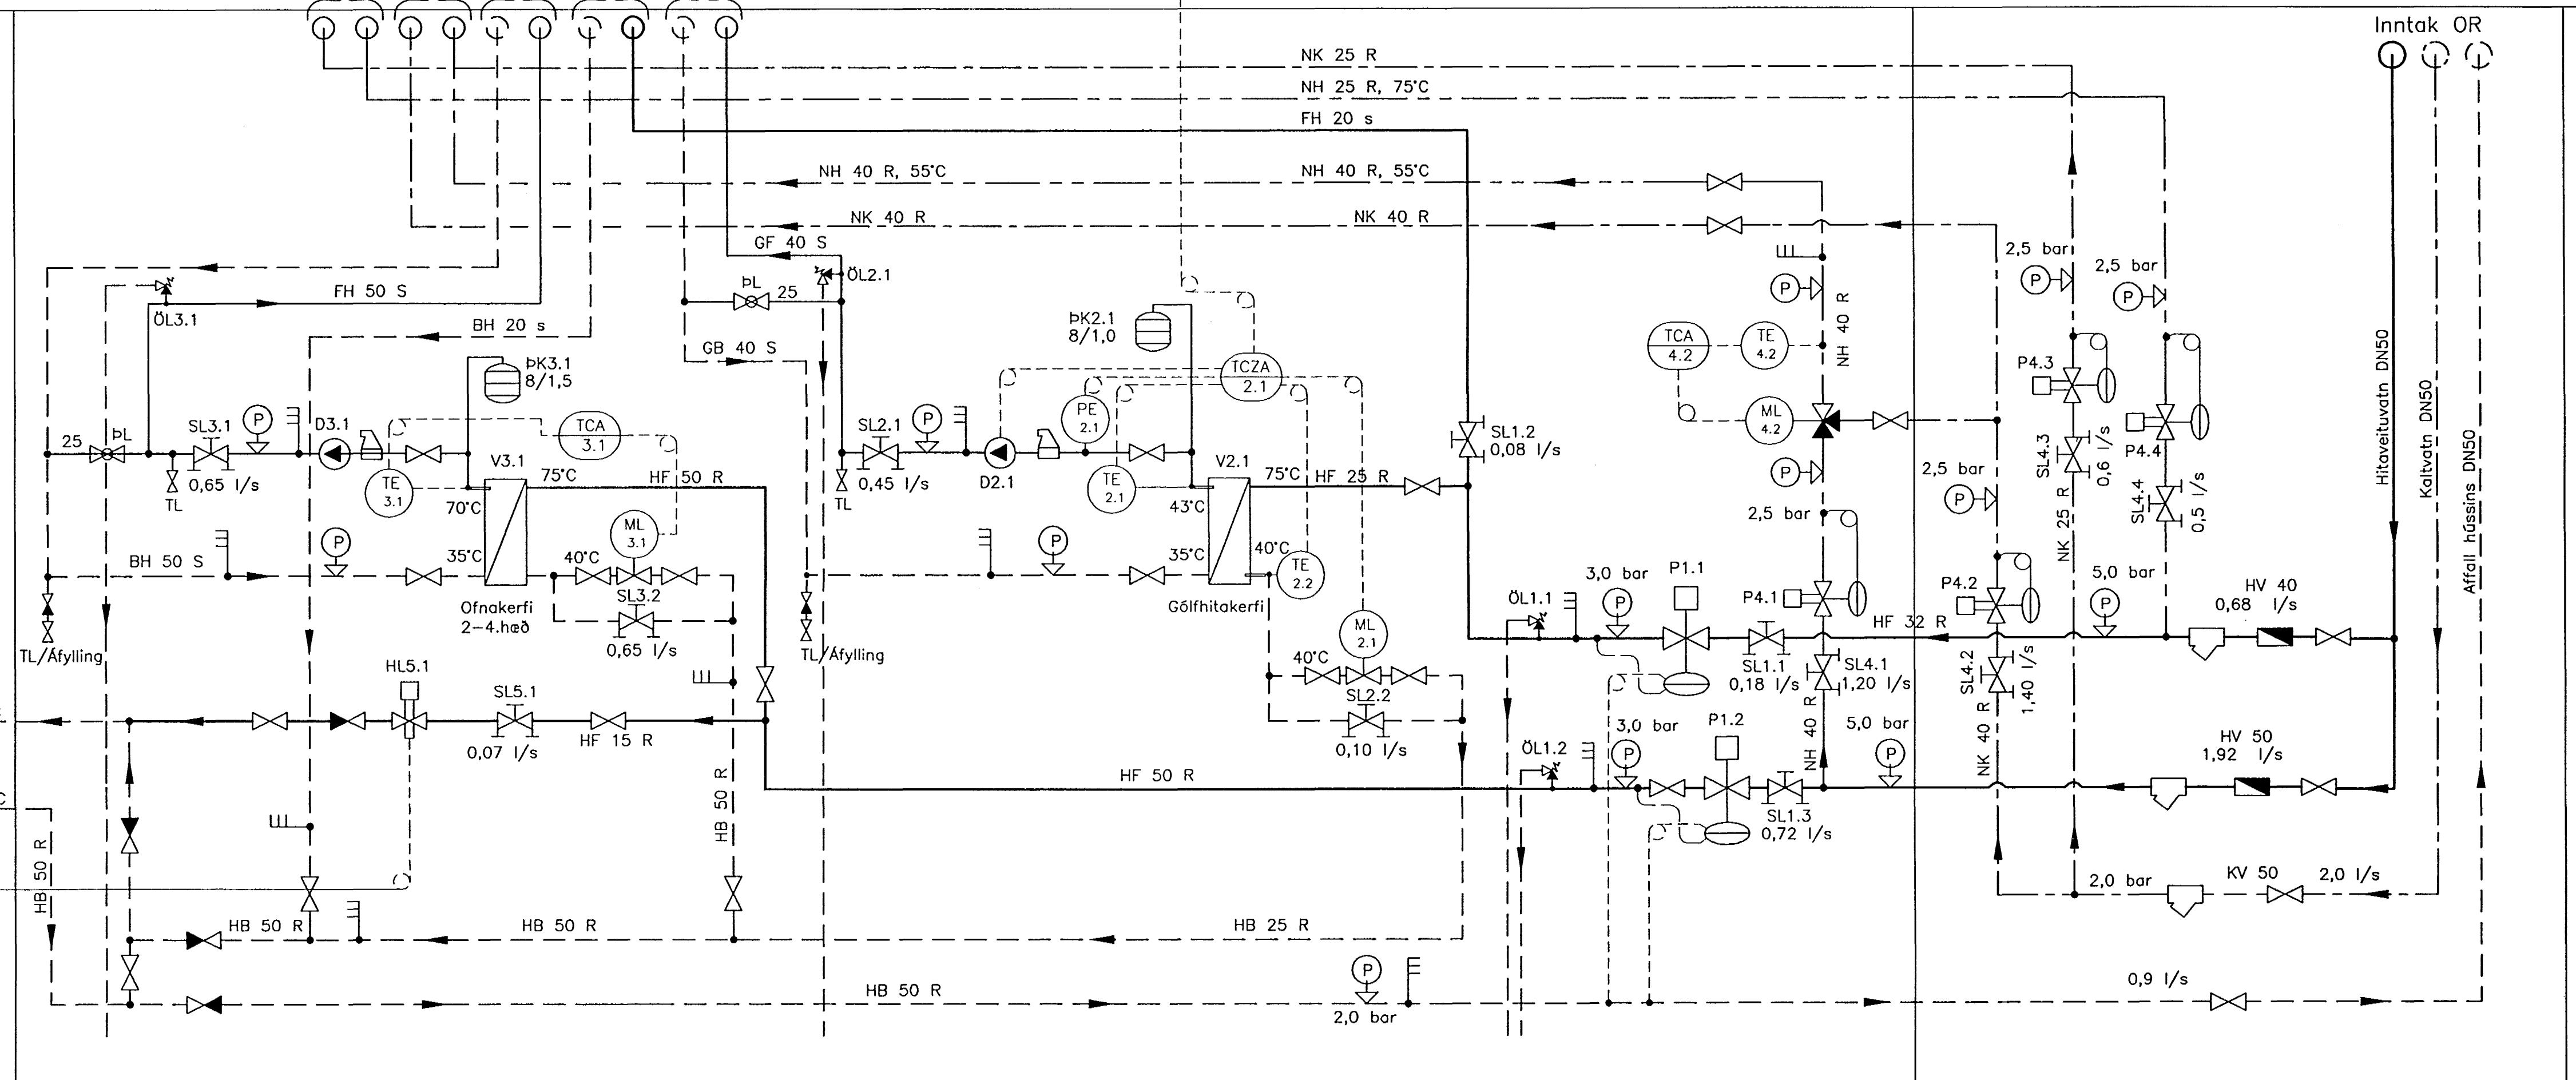 Inntak OR
NK 25 R
NH 25 R, 75°C
FH 20 s
NH 40 R, 55°C
NH 40 R, 55°C
NK 40 R
NK 40 R
GF 40 S
ÖL2.1
ÞL
25
FH 50 S
ÖL3.1
BH 20 s
GB 40 S
ÞK3.1
8/1,5
ÞK2.1
8/1,0
TCZA
2.1
2,5 bar
P
2,5 bar
P
P
NH 40 R
TCA
4.2
TE
4.2
ML
4.2
P
P4.3
P4.4
SL4.3
0,6 l/s
SL4.4
0,5 l/s
NK 25 R
Hitaveituvatn DN50
Kaltvatn DN50
Affall hússins DN50
25
ÞL
SL3.1
0,65 l/s
P
D3.1
TL
TE
3.1
TCA
3.1
V3.1
75°C
HF 50 R
70°C
35°C
40°C
ML
3.1
SL3.2
0,65 l/s
Ofnakerfi
2-4.hæð
BH 50 S
P
TL/Áfylling
SL2.1
0,45 l/s
P
D2.1
TL
PE
2.1
TE
2.1
V2.1
75°C
HF 25 R
43°C
35°C
40°C
TE
2.2
Gólfhitakerfi
P
TL/Áfylling
SL1.2
0,08 l/s
ML
2.1
40°C
SL2.2
0,10 l/s
2,5 bar
2,5 bar
P
P4.1
P4.2
ÖL1.1
3,0 bar
P
P1.1
SL1.1
0,18 l/s
SL4.1
1,20 l/s
HF 32 R
SL4.2
1,40 l/s
5,0 bar
P
HV 40
0,68 l/s
HL5.1
SL5.1
0,07 l/s
HF 15 R
HF 50 R
ÖL1.2
3,0 bar
P
P1.2
SL1.3
0,72 l/s
NH 40 R
5,0 bar
P
NK 40 R
HV 50
1,92 l/s
HB 50 R
HB 50 R
HB 50 R
HB 50 R
HB 25 R
2,0 bar
KV 50
2,0 l/s
HB 50 R
P
2,0 bar
0,9 l/s